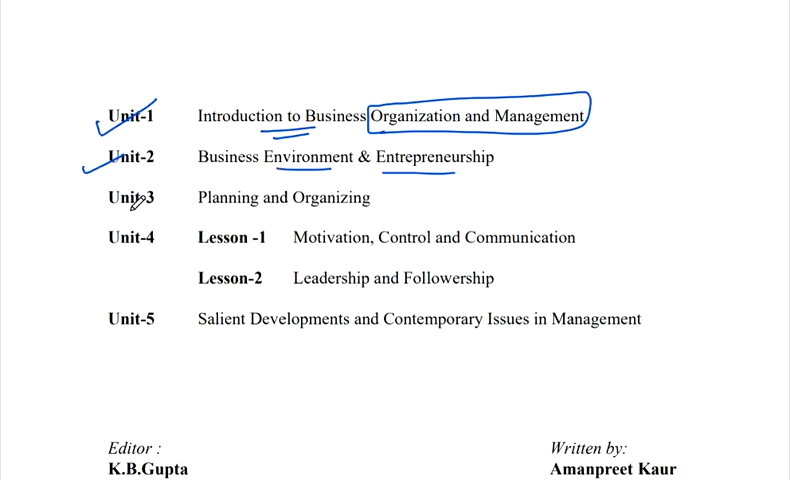 Unit-1 Introduction to Business Organization and Management
Unit-2 Business Environment & Entrepreneurship
Unit-3 Planning and Organizing
Unit-4 Lesson -1 Motivation, Control and Communication
Lesson-2 Leadership and Followership
Unit-5 Salient Developments and Contemporary Issues in Management
Editor : Written by:
K.B.Gupta Amanpreet Kaur